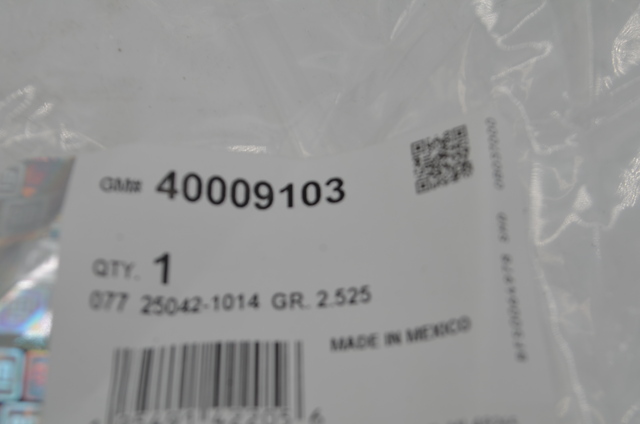 GM# 40009103
QTY. 1
077 25042-1014 GR. 2.525
MADE IN MEXICO